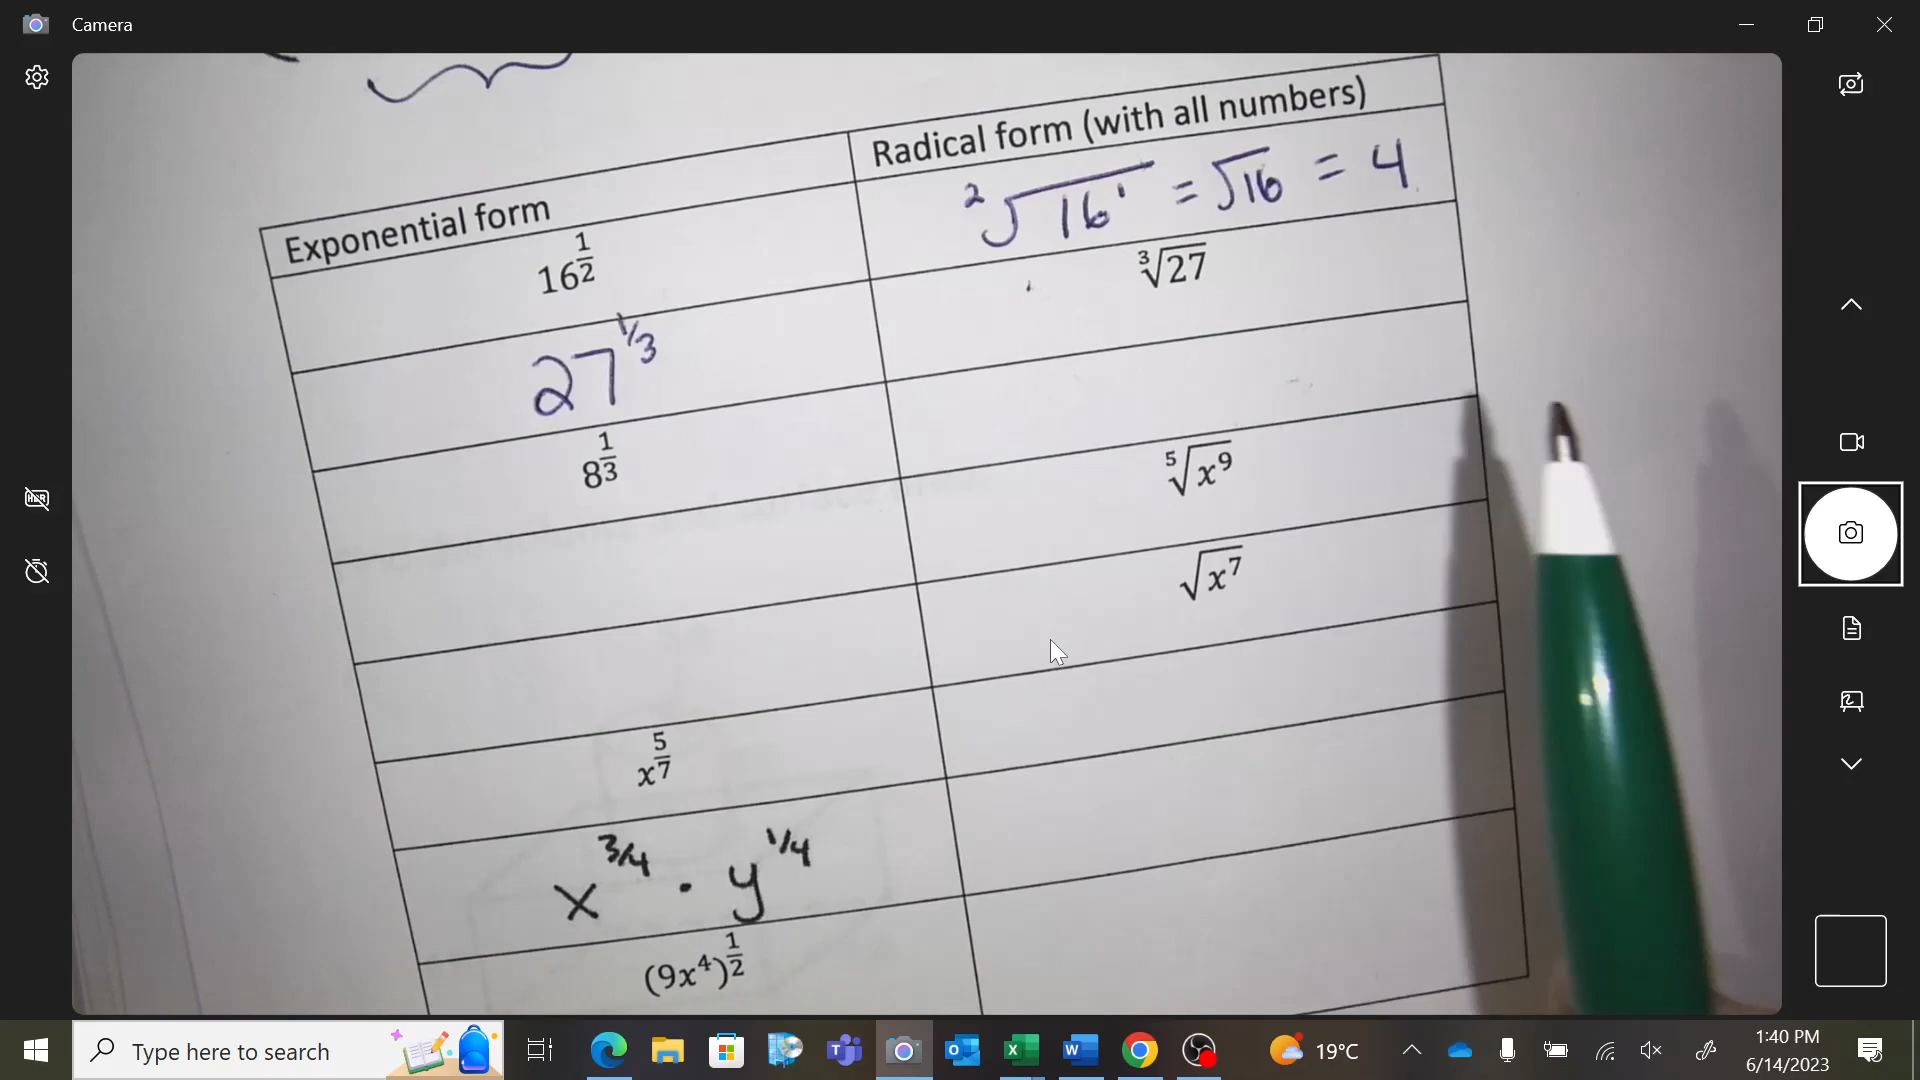 Camera
Exponential form
Radical form (with all numbers)
16^(1/2)
²√16¹ = √16 = 4
27^(1/3)
³√27
8^(1/3)
⁵√x⁹
√x⁷
x^(5/7)
x^(3/4) · y^(1/4)
(9x⁴)^(1/2)
Type here to search
19°C
1:40 PM
6/14/2023